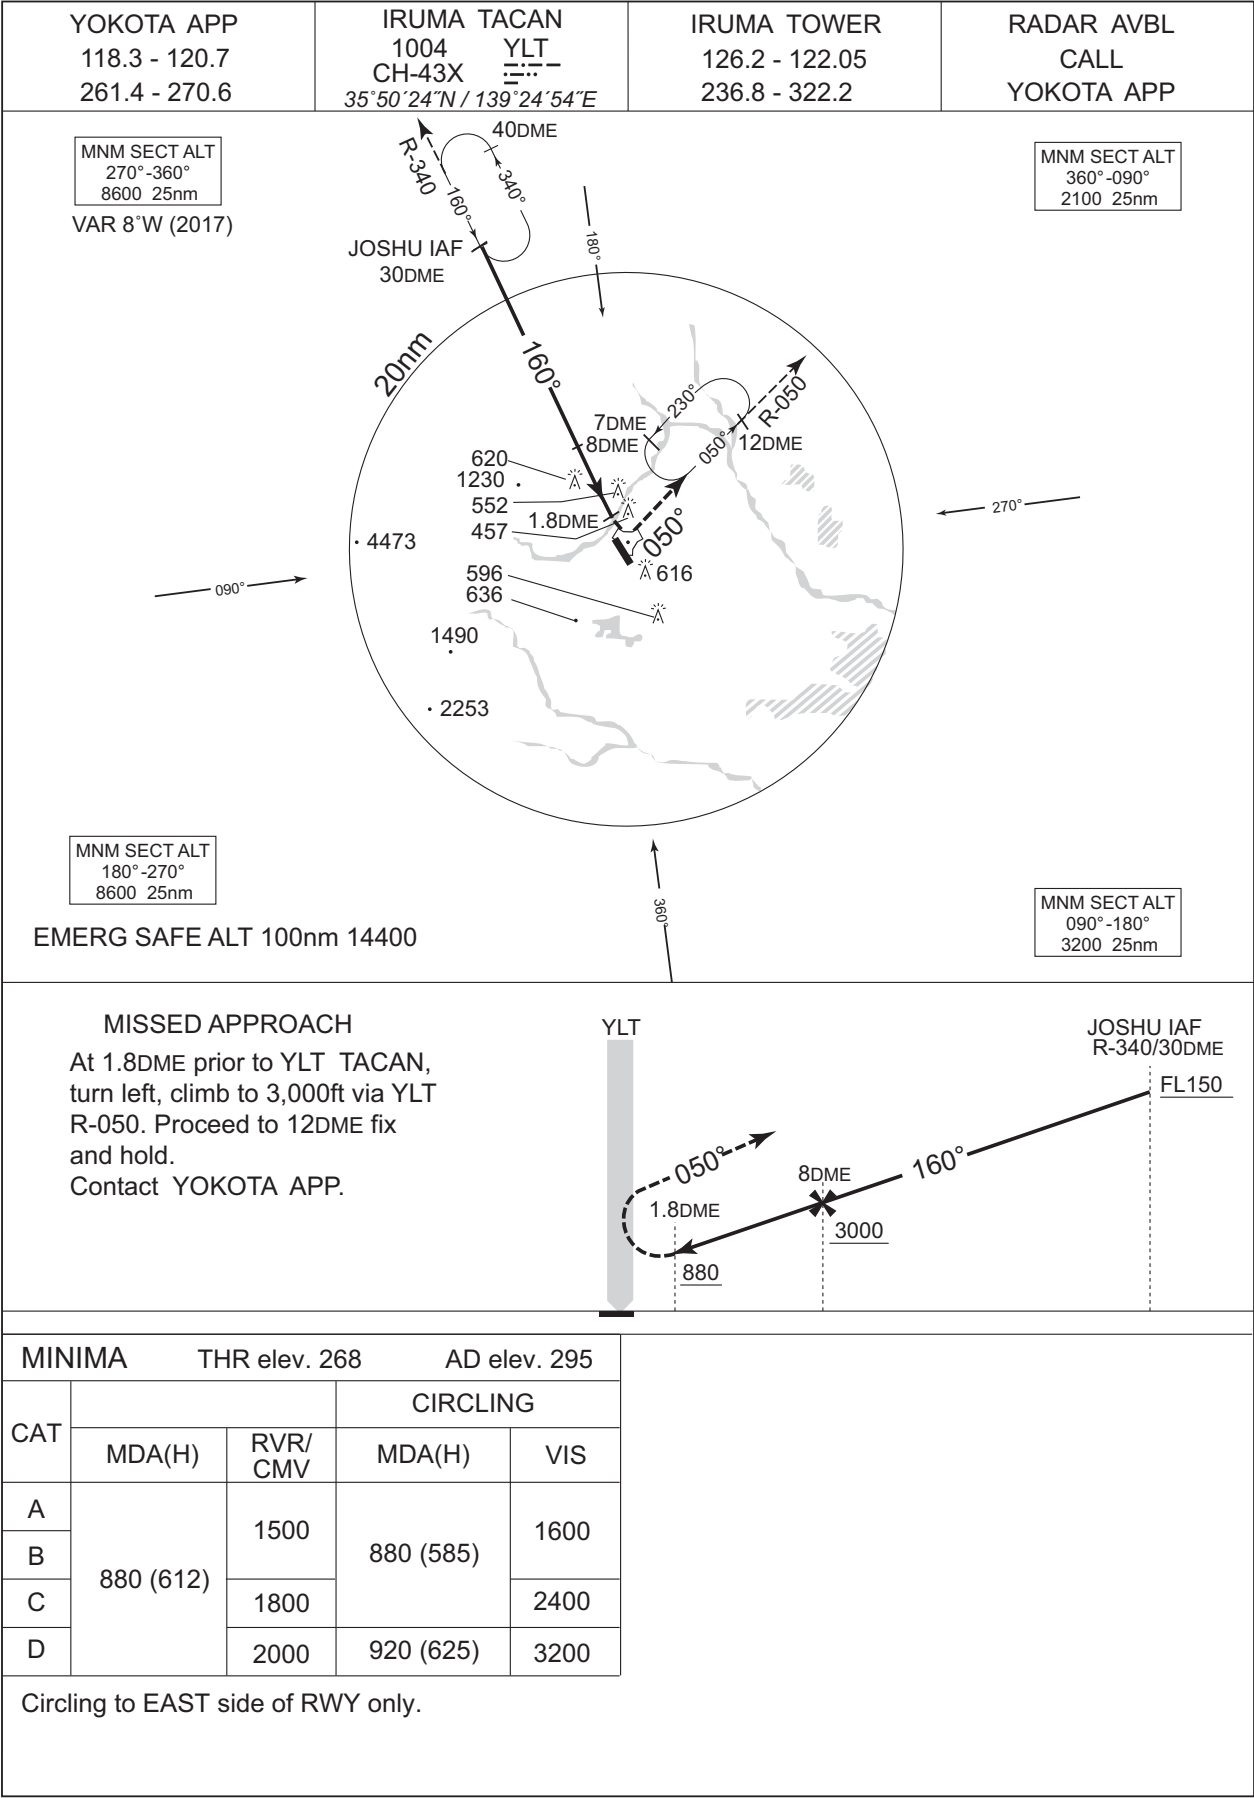 YOKOTA APP
118.3 - 120.7
261.4 - 270.6
IRUMA TACAN
1004 YLT
CH-43X
35°50´24˝N / 139°24´54˝E
IRUMA TOWER
126.2 - 122.05
236.8 - 322.2
RADAR AVBL
CALL
YOKOTA APP
MNM SECT ALT
270°-360°
8600 25nm
VAR 8°W (2017)
MNM SECT ALT
360°-090°
2100 25nm
40DME
R-340
340°
160°
JOSHU IAF
30DME
180°
20nm
160°
230°
R-050
7DME
8DME
050°
12DME
620
1230
552
1.8DME
457
050°
270°
4473
616
090°
596
636
1490
2253
MNM SECT ALT
180°-270°
8600 25nm
360°
MNM SECT ALT
090°-180°
3200 25nm
EMERG SAFE ALT 100nm 14400
MISSED APPROACH
At 1.8DME prior to YLT TACAN,
turn left, climb to 3,000ft via YLT
R-050. Proceed to 12DME fix
and hold.
Contact YOKOTA APP.
YLT
JOSHU IAF
R-340/30DME
FL150
050°
160°
8DME
1.8DME
3000
880
MINIMA THR elev. 268 AD elev. 295
CAT
CIRCLING
MDA(H)
RVR/
CMV
MDA(H)
VIS
A
B
C
D
880 (612)
1500
1800
2000
880 (585)
920 (625)
1600
2400
3200
Circling to EAST side of RWY only.